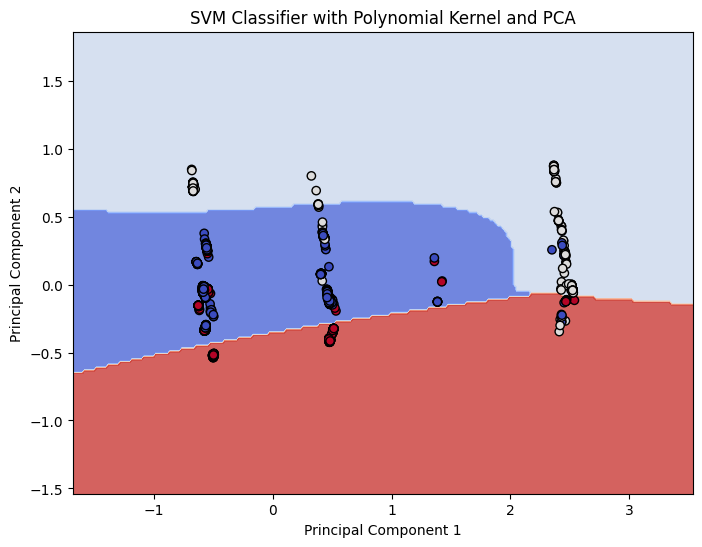 SVM Classifier with Polynomial Kernel and PCA
Principal Component 2
1.5
1.0
0.5
0.0
−0.5
−1.0
−1.5
−1 0 1 2 3
Principal Component 1